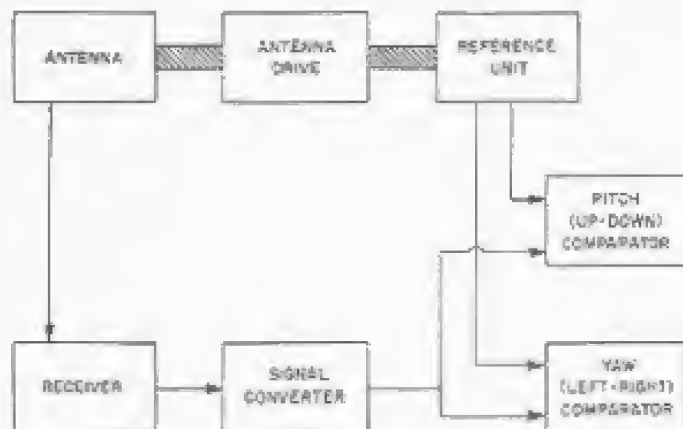 ANTENNA
ANTENNA
DRIVE
REFERENCE
UNIT
PITCH
(UP-DOWN)
COMPARATOR
RECEIVER
SIGNAL
CONVERTER
YAW
(LEFT-RIGHT)
COMPARATOR